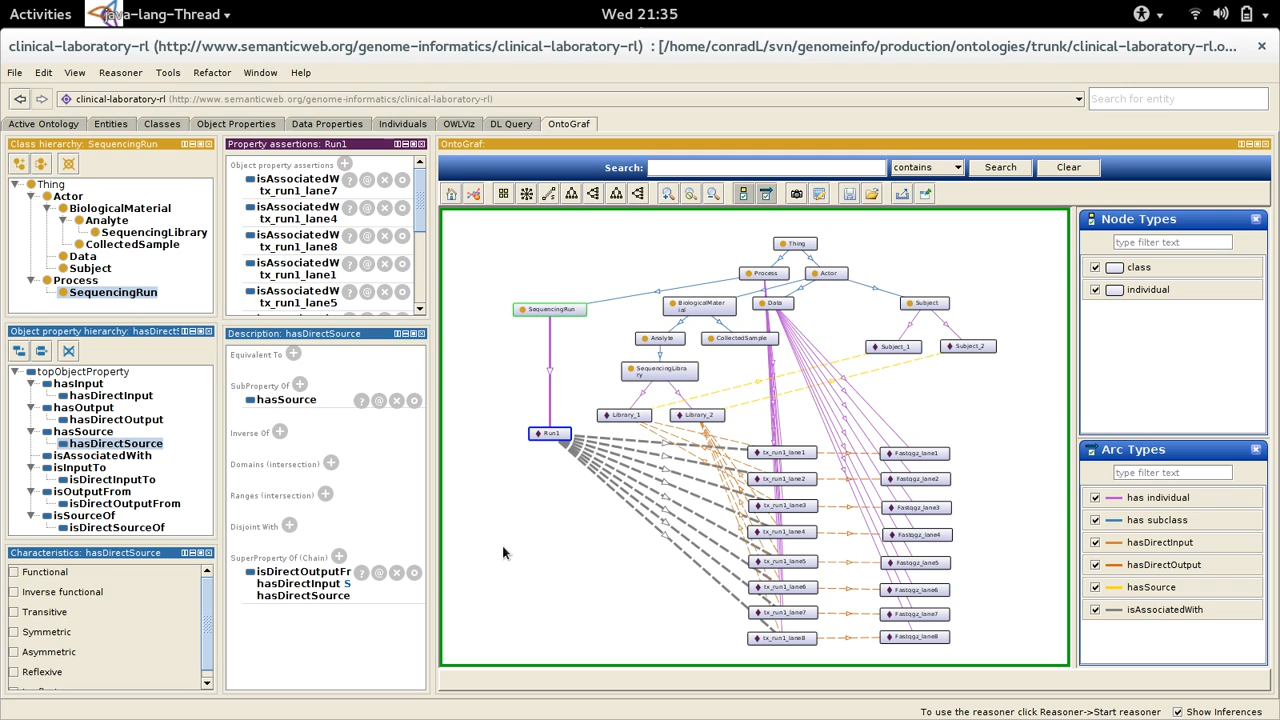 Activities
java-lang-Thread
Wed 21:35
clinical-laboratory-rl (http://www.semanticweb.org/genome-informatics/clinical-laboratory-rl) : [/home/conradL/svn/genomeinfo/production/ontologies/trunk/clinical-laboratory-rl.o...
File Edit View Reasoner Tools Refactor Window Help
clinical-laboratory-rl (http://www.semanticweb.org/genome-informatics/clinical-laboratory-rl)
Search for entity
Active Ontology Entities Classes Object Properties Data Properties Individuals OWLViz DL Query OntoGraf
Class hierarchy: SequencingRun
Thing
Actor
BiologicalMaterial
Analyte
SequencingLibrary
CollectedSample
Data
Subject
Process
SequencingRun
Object property hierarchy: hasDirectS
topObjectProperty
hasInput
hasDirectInput
hasOutput
hasDirectOutput
hasSource
hasDirectSource
isAssociatedWith
isInputTo
isDirectInputTo
isOutputFrom
isDirectOutputFrom
isSourceOf
isDirectSourceOf
Characteristics: hasDirectSource
Functional
Inverse functional
Transitive
Symmetric
Asymmetric
Reflexive
Property assertions: Run1
Object property assertions
isAssociatedW
tx_run1_lane7
isAssociatedW
tx_run1_lane4
isAssociatedW
tx_run1_lane8
isAssociatedW
tx_run1_lane1
isAssociatedW
tx_run1_lane5
Description: hasDirectSource
Equivalent To
SubProperty Of
hasSource
Inverse Of
Domains (intersection)
Ranges (intersection)
Disjoint With
SuperProperty Of (Chain)
isDirectOutputFr
hasDirectInput S
hasDirectSource
OntoGraf:
Search: contains Search Clear
Thing
Process Actor
SequencingRun BiologicalMater
ial
Data Subject
Analyte CollectedSample Subject_1 Subject_2
SequencingLibra
ry
Library_1 Library_2
Run1
tx_run1_lane1 Fastqgz_lane1
tx_run1_lane2 Fastqgz_lane2
tx_run1_lane3 Fastqgz_lane3
tx_run1_lane4 Fastqgz_lane4
tx_run1_lane5 Fastqgz_lane5
tx_run1_lane6 Fastqgz_lane6
tx_run1_lane7 Fastqgz_lane7
tx_run1_lane8 Fastqgz_lane8
Node Types
type filter text
class
individual
Arc Types
type filter text
has individual
has subclass
hasDirectInput
hasDirectOutput
hasSource
isAssociatedWith
To use the reasoner click Reasoner->Start reasoner Show Inferences